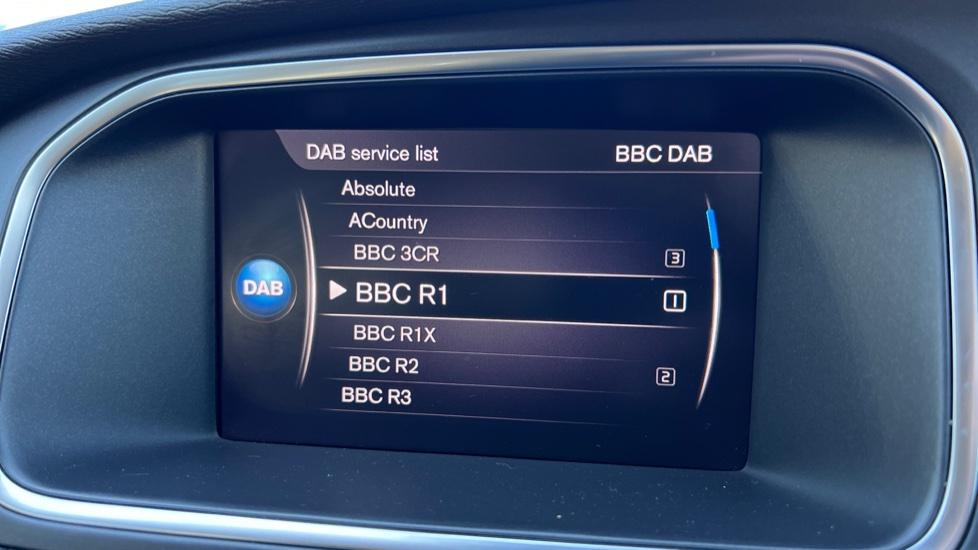 DAB service list BBC DAB
Absolute
ACountry
BBC 3CR 3
DAB
BBC R1 1
BBC R1X
BBC R2 2
BBC R3